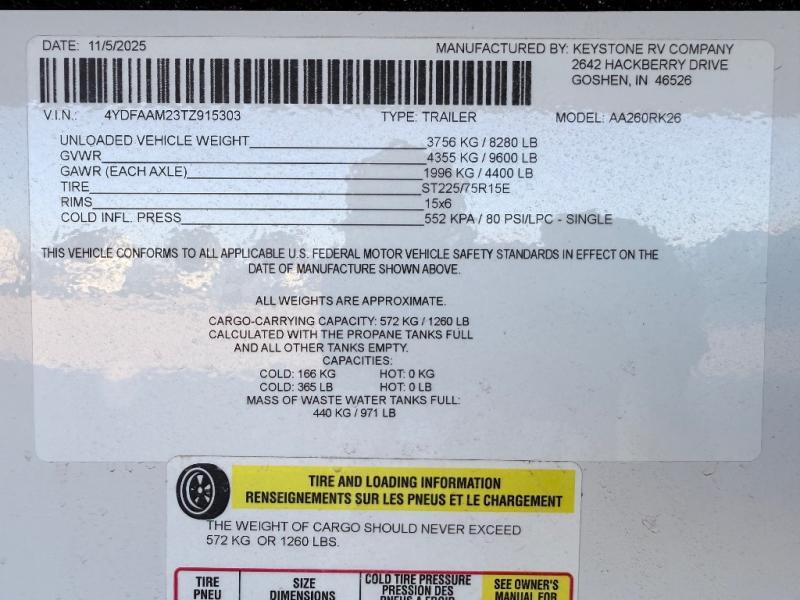 DATE: 11/5/2025 MANUFACTURED BY: KEYSTONE RV COMPANY
2642 HACKBERRY DRIVE
GOSHEN, IN 46526
V.I.N.: 4YDFAAM23TZ915303 TYPE: TRAILER MODEL: AA260RK26
UNLOADED VEHICLE WEIGHT 3756 KG / 8280 LB
GVWR 4355 KG / 9600 LB
GAWR (EACH AXLE) 1996 KG / 4400 LB
TIRE ST225/75R15E
RIMS 15x6
COLD INFL. PRESS 552 KPA / 80 PSI/LPC - SINGLE
THIS VEHICLE CONFORMS TO ALL APPLICABLE U.S. FEDERAL MOTOR VEHICLE SAFETY STANDARDS IN EFFECT ON THE
DATE OF MANUFACTURE SHOWN ABOVE.
ALL WEIGHTS ARE APPROXIMATE.
CARGO-CARRYING CAPACITY: 572 KG / 1260 LB
CALCULATED WITH THE PROPANE TANKS FULL
AND ALL OTHER TANKS EMPTY.
CAPACITIES:
COLD: 166 KG HOT: 0 KG
COLD: 365 LB HOT: 0 LB
MASS OF WASTE WATER TANKS FULL:
440 KG / 971 LB
TIRE AND LOADING INFORMATION
RENSEIGNEMENTS SUR LES PNEUS ET LE CHARGEMENT
THE WEIGHT OF CARGO SHOULD NEVER EXCEED
572 KG OR 1260 LBS.
TIRE SIZE COLD TIRE PRESSURE SEE OWNER'S
PNEU DIMENSIONS PRESSION DES MANUAL FOR
PNEUS A FROID